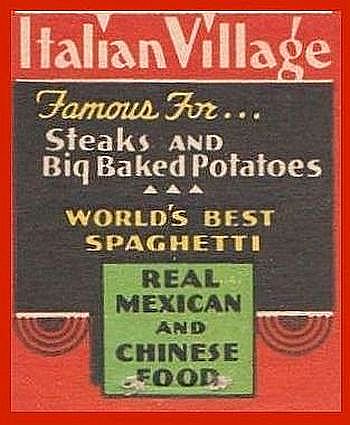 Italian Village
Famous For...
Steaks AND
Big Baked Potatoes
WORLD'S BEST
SPAGHETTI
REAL
MEXICAN
AND
CHINESE
FOOD